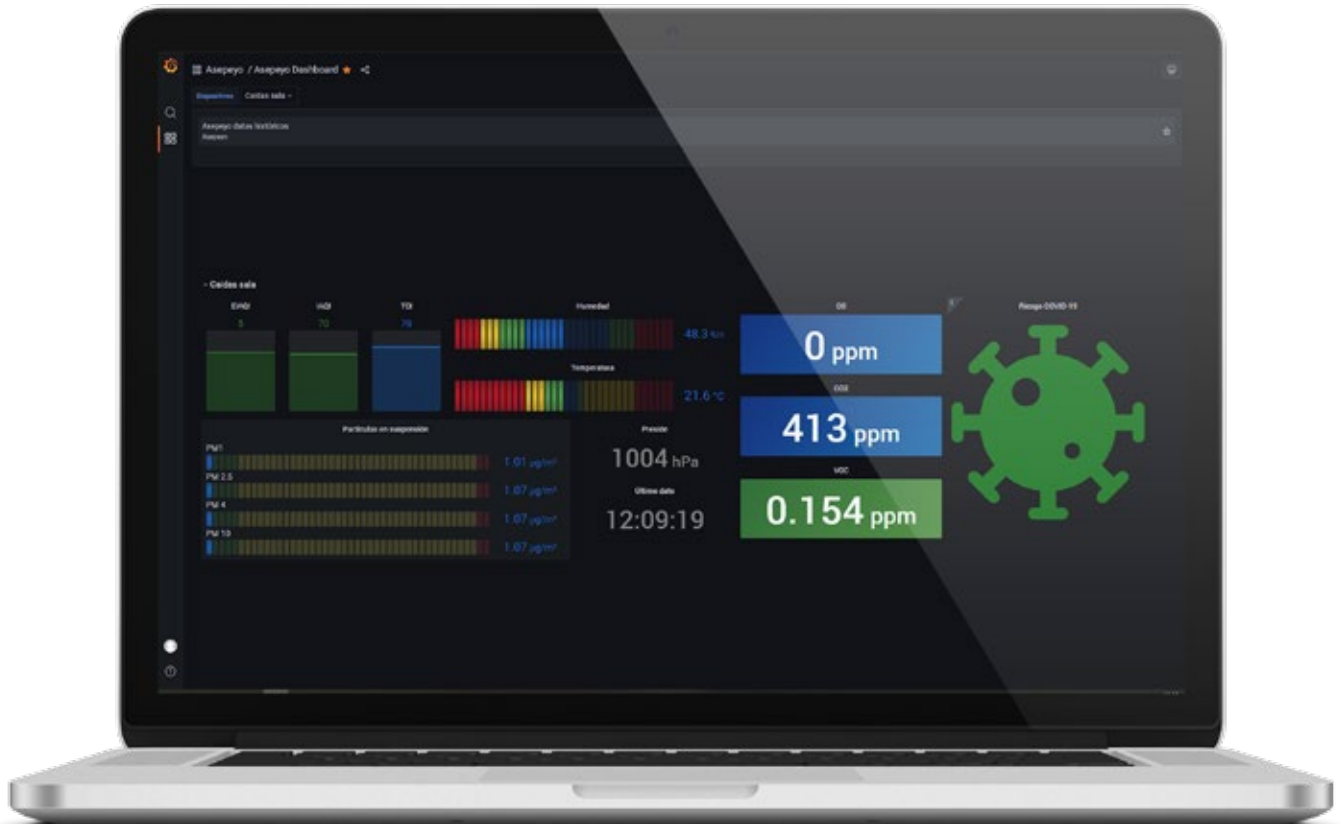 Asepeyo / Asepeyo Dashboard
Dispositivos Caídas sala
Asepeyo datos históricos
Asepeyo
Caídas sala
IAQI
TCI
Humedad
CO
Riesgo COVID-19
5
70
79
48.3
0 ppm
Temperatura
CO2
21.6 °C
413 ppm
Partículas en suspensión
Presión
PM1
1.01 µg/m³
1004 hPa
VOC
PM 2.5
1.07 µg/m³
Último dato
PM 4
1.07 µg/m³
12:09:19
0.154 ppm
PM 10
1.07 µg/m³